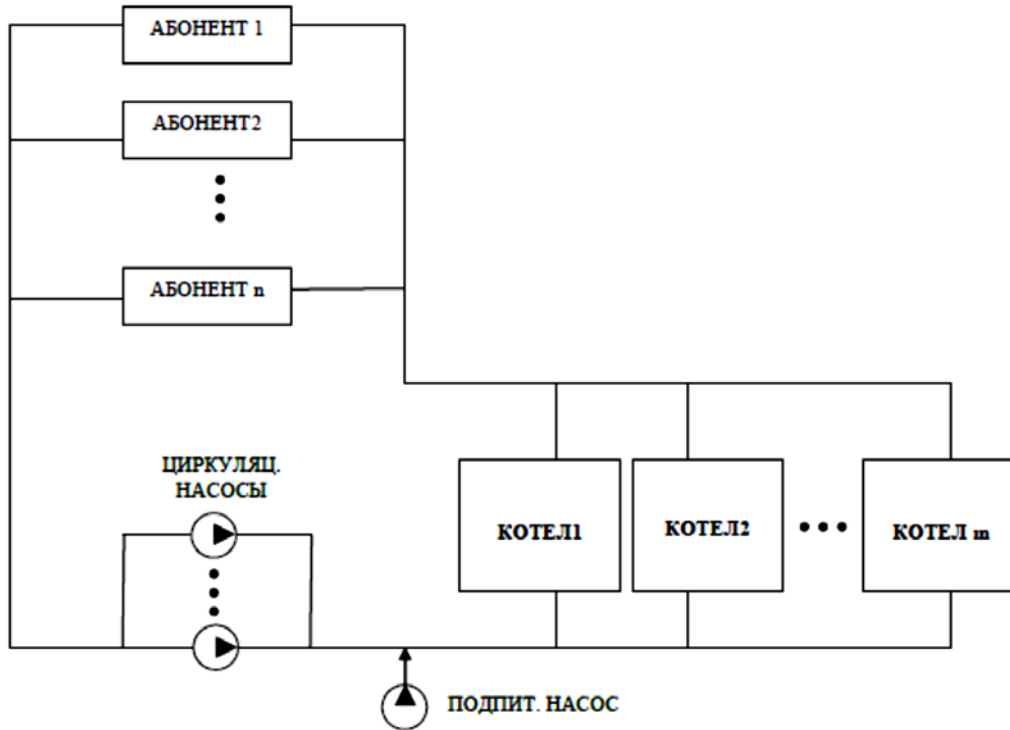 АБОНЕНТ 1
АБОНЕНТ2
АБОНЕНТ n
ЦИРКУЛЯЦ.
НАСОСЫ
КОТЕЛ1
КОТЕЛ2
КОТЕЛ m
ПОДПИТ. НАСОС